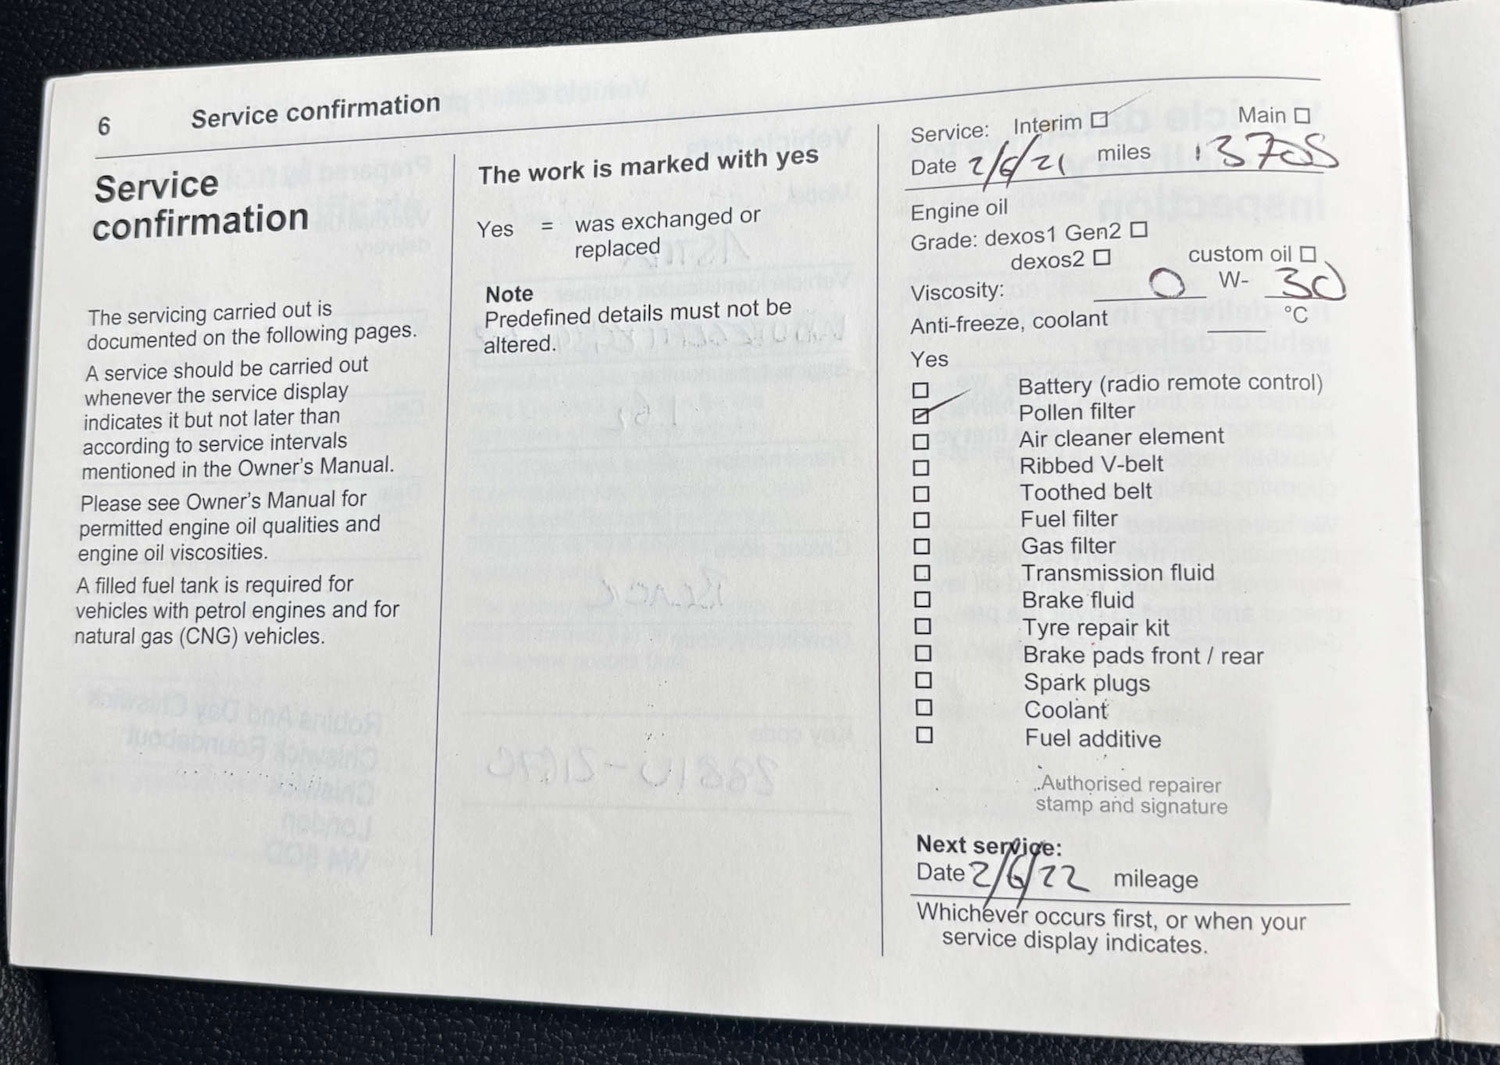 6 Service confirmation
Service
confirmation
The servicing carried out is
documented on the following pages.
A service should be carried out
whenever the service display
indicates it but not later than
according to service intervals
mentioned in the Owner's Manual.
Please see Owner's Manual for
permitted engine oil qualities and
engine oil viscosities.
A filled fuel tank is required for
vehicles with petrol engines and for
natural gas (CNG) vehicles.
The work is marked with yes
Yes = was exchanged or
replaced
Note
Predefined details must not be
altered.
Service: Interim ☐ Main ☐
Date 2/6/21 miles 13705
Engine oil
Grade: dexos1 Gen2 ☐
dexos2 ☐ custom oil ☐
Viscosity: 0 W- 30
Anti-freeze, coolant °C
Yes
☐ Battery (radio remote control)
☑ Pollen filter
☐ Air cleaner element
☐ Ribbed V-belt
☐ Toothed belt
☐ Fuel filter
☐ Gas filter
☐ Transmission fluid
☐ Brake fluid
☐ Tyre repair kit
☐ Brake pads front / rear
☐ Spark plugs
☐ Coolant
☐ Fuel additive
Authorised repairer
stamp and signature
Next service:
Date 2/6/22 mileage
Whichever occurs first, or when your
service display indicates.